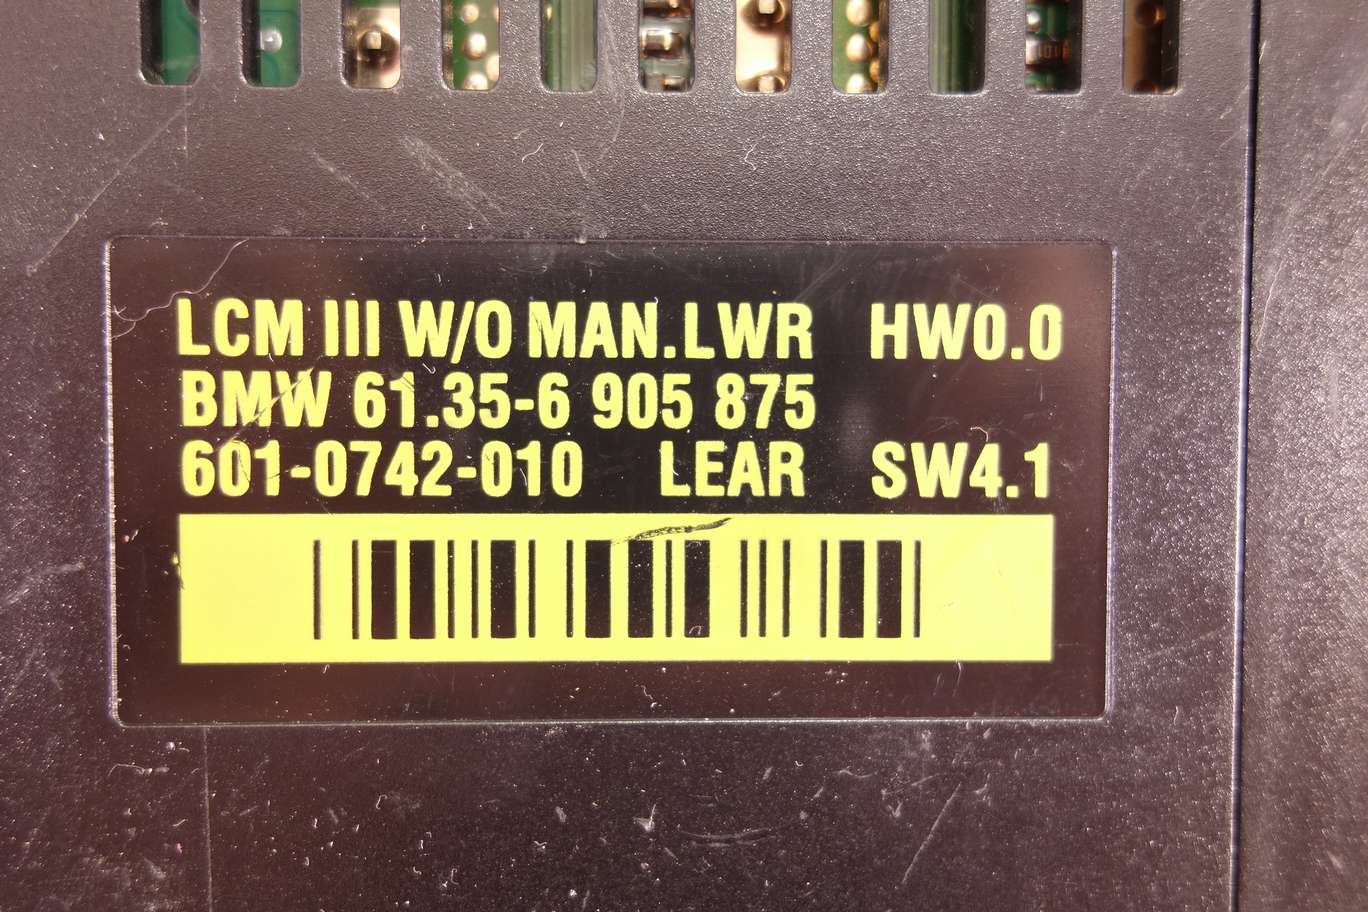 LCM III W/O MAN.LWR HW0.0
BMW 61.35-6 905 875
601-0742-010 LEAR SW4.1